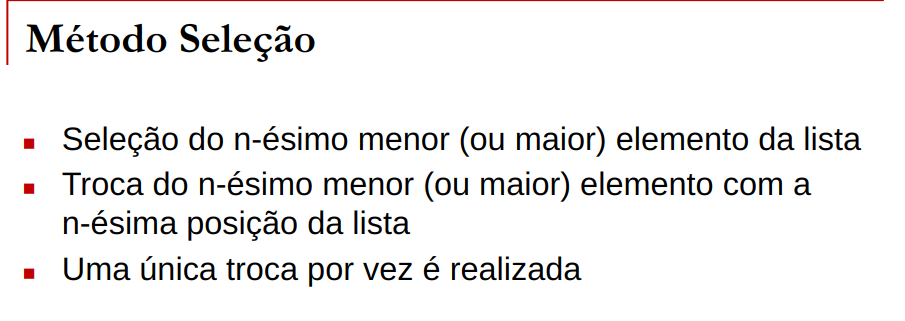 Método Seleção
Seleção do n-ésimo menor (ou maior) elemento da lista
Troca do n-ésimo menor (ou maior) elemento com a
n-ésima posição da lista
Uma única troca por vez é realizada